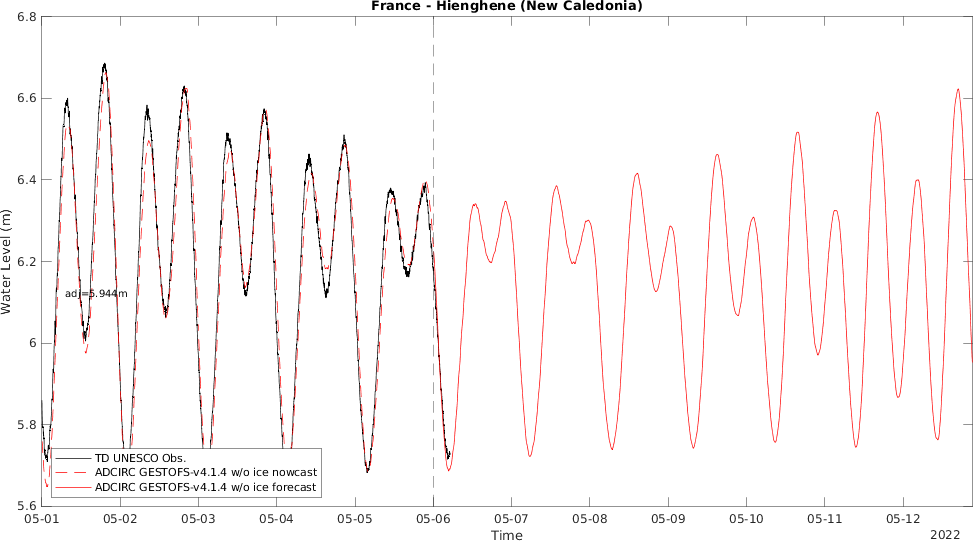 France - Hienghene (New Caledonia)
6.8
6.6
6.4
6.2
6
5.8
5.6
Water Level (m)
adj=5.944m
TD UNESCO Obs.
ADCIRC GESTOFS-v4.1.4 w/o ice nowcast
ADCIRC GESTOFS-v4.1.4 w/o ice forecast
05-01 05-02 05-03 05-04 05-05 05-06 05-07 05-08 05-09 05-10 05-11 05-12
Time
2022